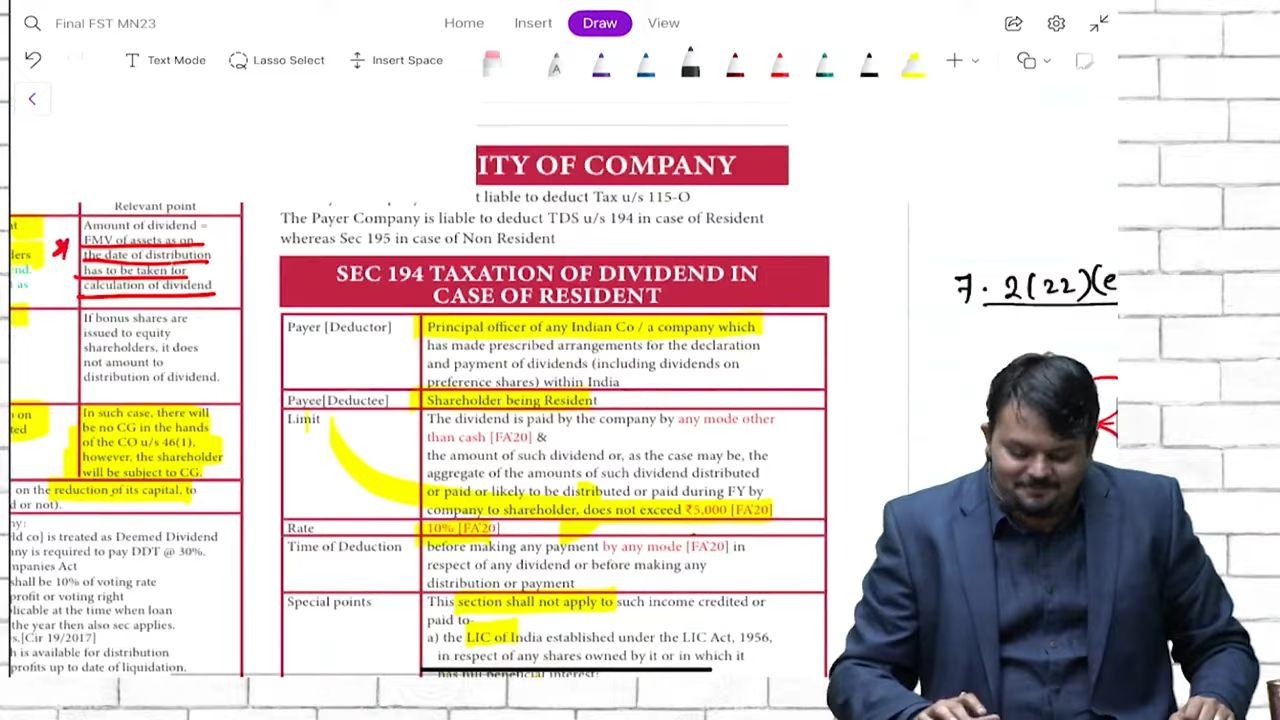 Final FST MN23
Home
Insert
Draw
View
Text Mode
Lasso Select
Insert Space
ITY OF COMPANY
t liable to deduct Tax u/s 115-O
The Payer Company is liable to deduct TDS u/s 194 in case of Resident
whereas Sec 195 in case of Non Resident
Relevant point
Amount of dividend =
FMV of assets as on
the date of distribution
has to be taken for
calculation of dividend
lers
nd.
as
If bonus shares are
issued to equity
shareholders, it does
not amount to
distribution of dividend.
on
ted
In such case, there will
be no CG in the hands
of the CO u/s 46(1),
however, the shareholder
will be subject to CG.
on the reduction of its capital, to
d or not).
ny:
ld co] is treated as Deemed Dividend
ny is required to pay DDT @ 30%.
mpanies Act
shall be 10% of voting rate
profit or voting right
licable at the time when loan
the year then also sec applies.
s.[Cir 19/2017]
h is available for distribution
profits up to date of liquidation.
SEC 194 TAXATION OF DIVIDEND IN
CASE OF RESIDENT
Payer [Deductor]
Principal officer of any Indian Co / a company which
has made prescribed arrangements for the declaration
and payment of dividends (including dividends on
preference shares) within India
Payee[Deductee]
Shareholder being Resident
Limit
The dividend is paid by the company by any mode other
than cash [FA'20] &
the amount of such dividend or, as the case may be, the
aggregate of the amounts of such dividend distributed
or paid or likely to be distributed or paid during FY by
company to shareholder, does not exceed ₹5,000 [FA'20]
Rate
10% [FA'20]
Time of Deduction
before making any payment by any mode [FA'20] in
respect of any dividend or before making any
distribution or payment
Special points
This section shall not apply to such income credited or
paid to-
a) the LIC of India established under the LIC Act, 1956,
in respect of any shares owned by it or in which it
has full beneficial interest;
7. 2(22)(e